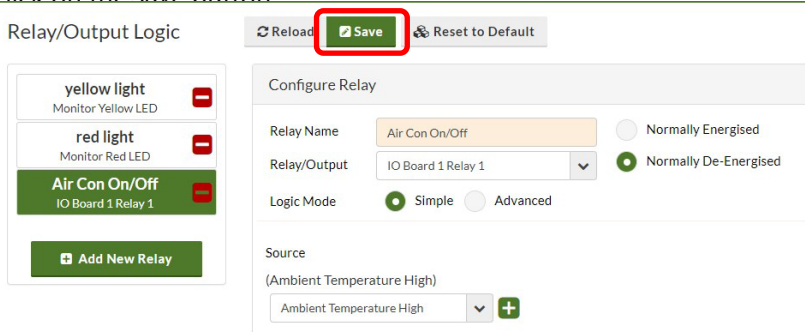 Relay/Output Logic
Reload
Save
Reset to Default
yellow light
Monitor Yellow LED
red light
Monitor Red LED
Air Con On/Off
IO Board 1 Relay 1
Add New Relay
Configure Relay
Relay Name
Air Con On/Off
Normally Energised
Relay/Output
IO Board 1 Relay 1
Normally De-Energised
Logic Mode
Simple
Advanced
Source
(Ambient Temperature High)
Ambient Temperature High